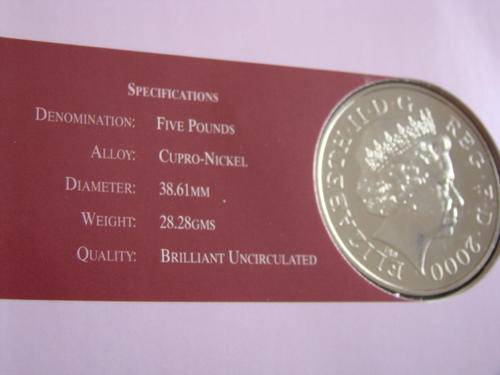 SPECIFICATIONS
DENOMINATION: FIVE POUNDS
ALLOY: CUPRO-NICKEL
DIAMETER: 38.61MM
WEIGHT: 28.28GMS
QUALITY: BRILLIANT UNCIRCULATED
ELIZABETH·II·D·G REG·F·D·2000